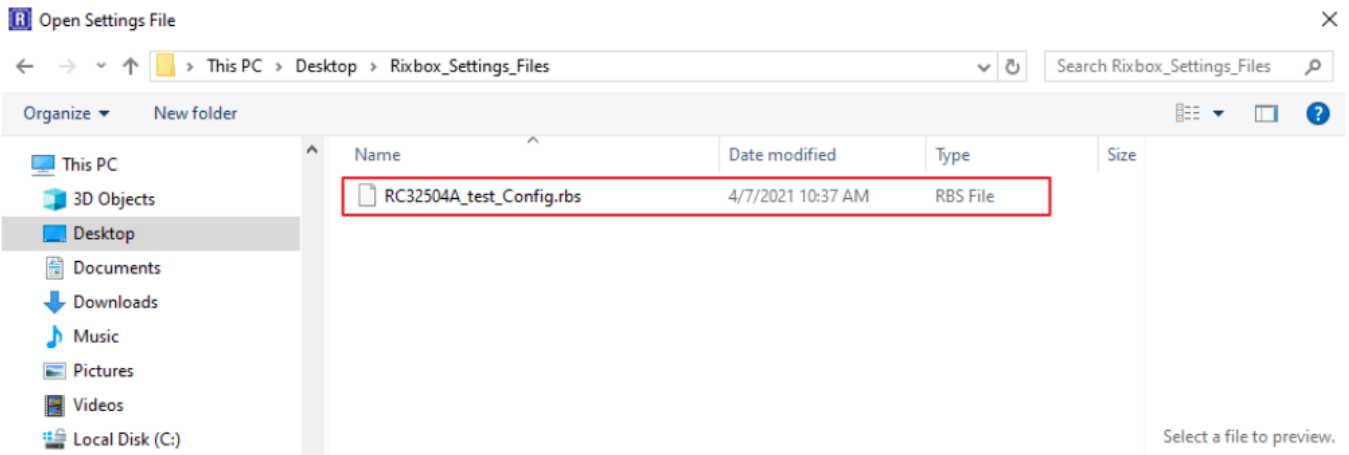 R Open Settings File
This PC > Desktop > Rixbox_Settings_Files
Search Rixbox_Settings_Files
Organize New folder
?
Name Date modified Type Size
RC32504A_test_Config.rbs 4/7/2021 10:37 AM RBS File
This PC
3D Objects
Desktop
Documents
Downloads
Music
Pictures
Videos
Local Disk (C:)
Select a file to preview.